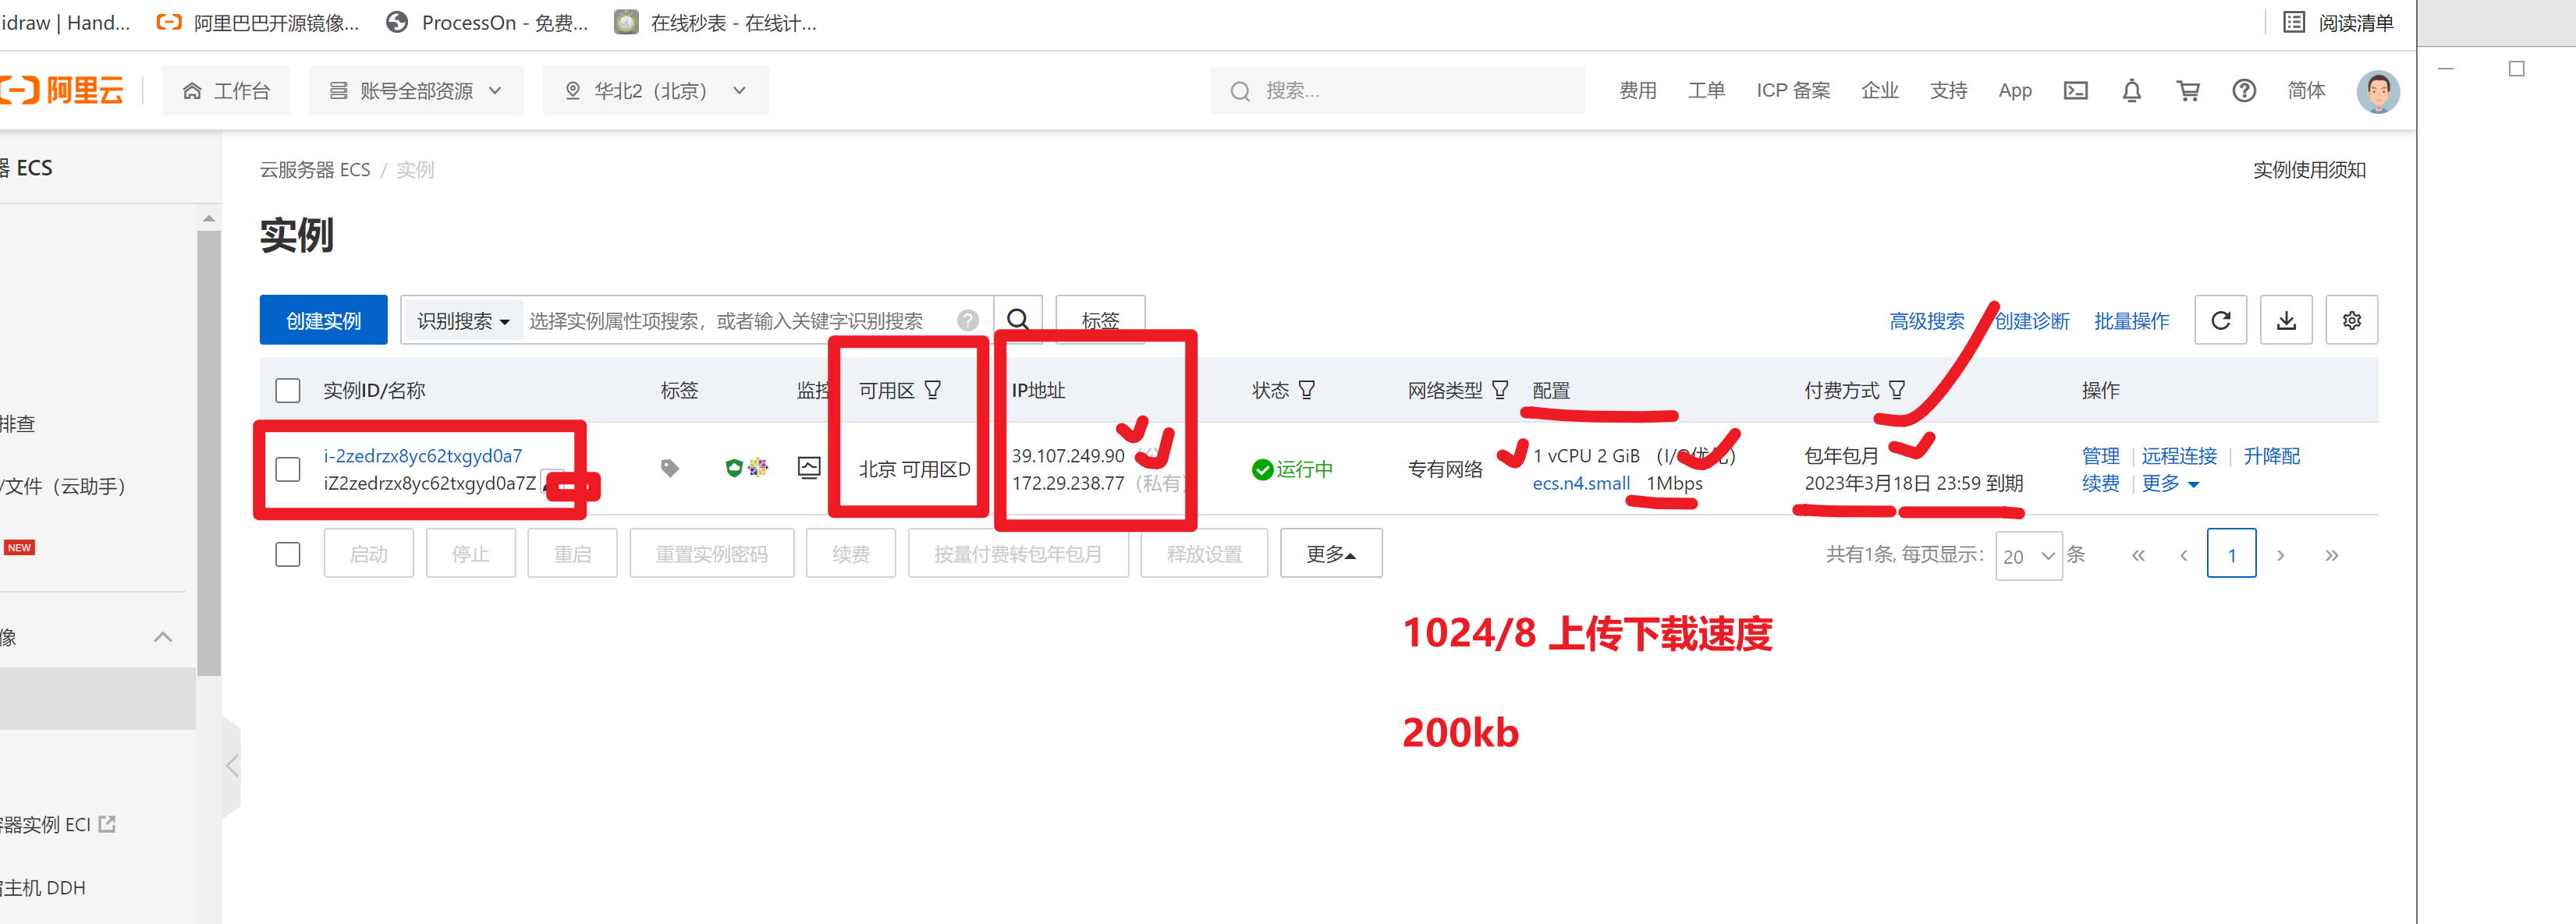 idraw | Hand...
阿里巴巴开源镜像...
ProcessOn - 免费...
在线秒表 - 在线计...
阅读清单
阿里云
工作台
账号全部资源
华北2（北京）
搜索...
费用
工单
ICP 备案
企业
支持
App
简体
器 ECS
云服务器 ECS / 实例
实例使用须知
实例
创建实例
识别搜索
选择实例属性项搜索，或者输入关键字识别搜索
标签
高级搜索
创建诊断
批量操作
实例ID/名称
标签
监控
可用区
IP地址
状态
网络类型
配置
付费方式
操作
排查
i-2zedrzx8yc62txgyd0a7
iZ2zedrzx8yc62txgyd0a7Z
北京 可用区D
39.107.249.90
172.29.238.77 （私有）
运行中
专有网络
1 vCPU 2 GiB （I/O优化）
ecs.n4.small 1Mbps
包年包月
2023年3月18日 23:59 到期
管理 | 远程连接 | 升降配
续费 | 更多
/文件（云助手）
NEW
启动
停止
重启
重置实例密码
续费
按量付费转包年包月
释放设置
更多
共有1条, 每页显示: 20 条
« ‹ 1 › »
像
1024/8 上传下载速度
200kb
容器实例 ECI
宿主机 DDH